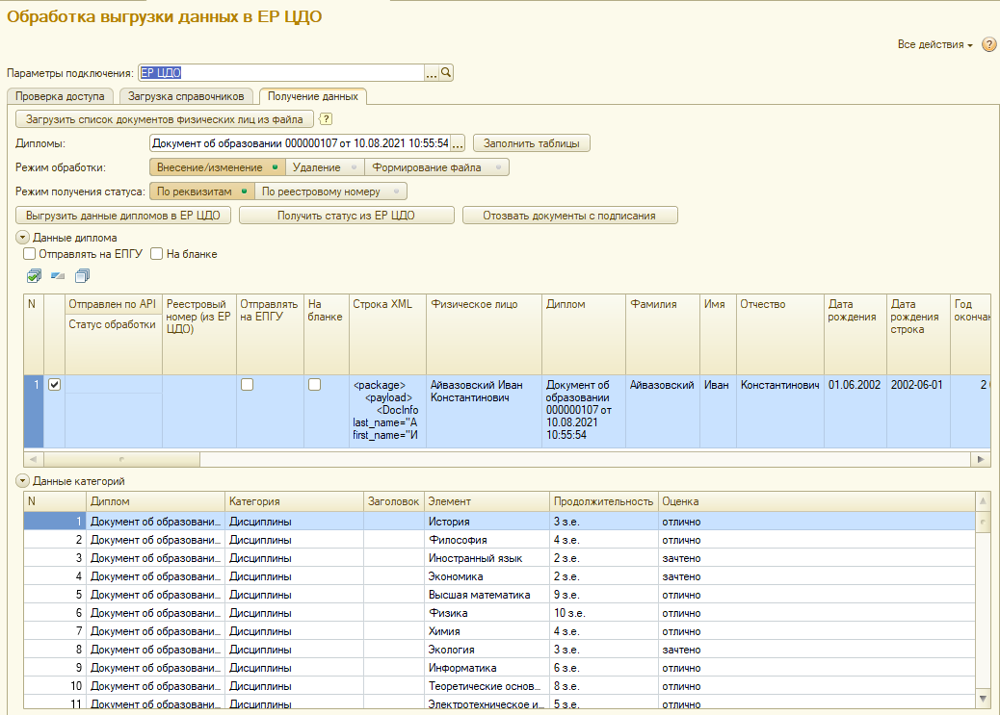 Обработка выгрузки данных в ЕР ЦДО
Все действия
?
Параметры подключения: ЕР ЦДО ...
Проверка доступа Загрузка справочников Получение данных
Загрузить список документов физических лиц из файла ?
Дипломы: Документ об образовании 000000107 от 10.08.2021 10:55:54 ... Заполнить таблицы
Режим обработки: Внесение/изменение Удаление Формирование файла
Режим получения статуса: По реквизитам По реестровому номеру
Выгрузить данные дипломов в ЕР ЦДО Получить статус из ЕР ЦДО Отозвать документы с подписания
Данные диплома
Отправлять на ЕПГУ На бланке
N Отправлен по API Реестровый Отправлять На Строка XML Физическое лицо Диплом Фамилия Имя Отчество Дата Дата Год
номер (из ЕР на ЕПГУ бланке рождения рождения
Статус обработки ЦДО) строка
1 <package> Айвазовский Иван Документ об Айвазовский Иван Константинович 01.06.2002 2002-06-01 2
<payload> Константинович образовании
<DocInfo 000000107 от
last_name="А 10.08.2021
first_name="И 10:55:54
Данные категорий
N Диплом Категория Заголовок Элемент Продолжительность Оценка
1 Документ об образовани... Дисциплины История 3 з.е. отлично
2 Документ об образовани... Дисциплины Философия 4 з.е. отлично
3 Документ об образовани... Дисциплины Иностранный язык 2 з.е. зачтено
4 Документ об образовани... Дисциплины Экономика 2 з.е. зачтено
5 Документ об образовани... Дисциплины Высшая математика 9 з.е. отлично
6 Документ об образовани... Дисциплины Физика 10 з.е. отлично
7 Документ об образовани... Дисциплины Химия 4 з.е. отлично
8 Документ об образовани... Дисциплины Экология 3 з.е. зачтено
9 Документ об образовани... Дисциплины Информатика 6 з.е. отлично
10 Документ об образовани... Дисциплины Теоретические основ... 8 з.е. отлично
11 Документ об образовани... Дисциплины Электротехническое и... 5 з.е. отлично